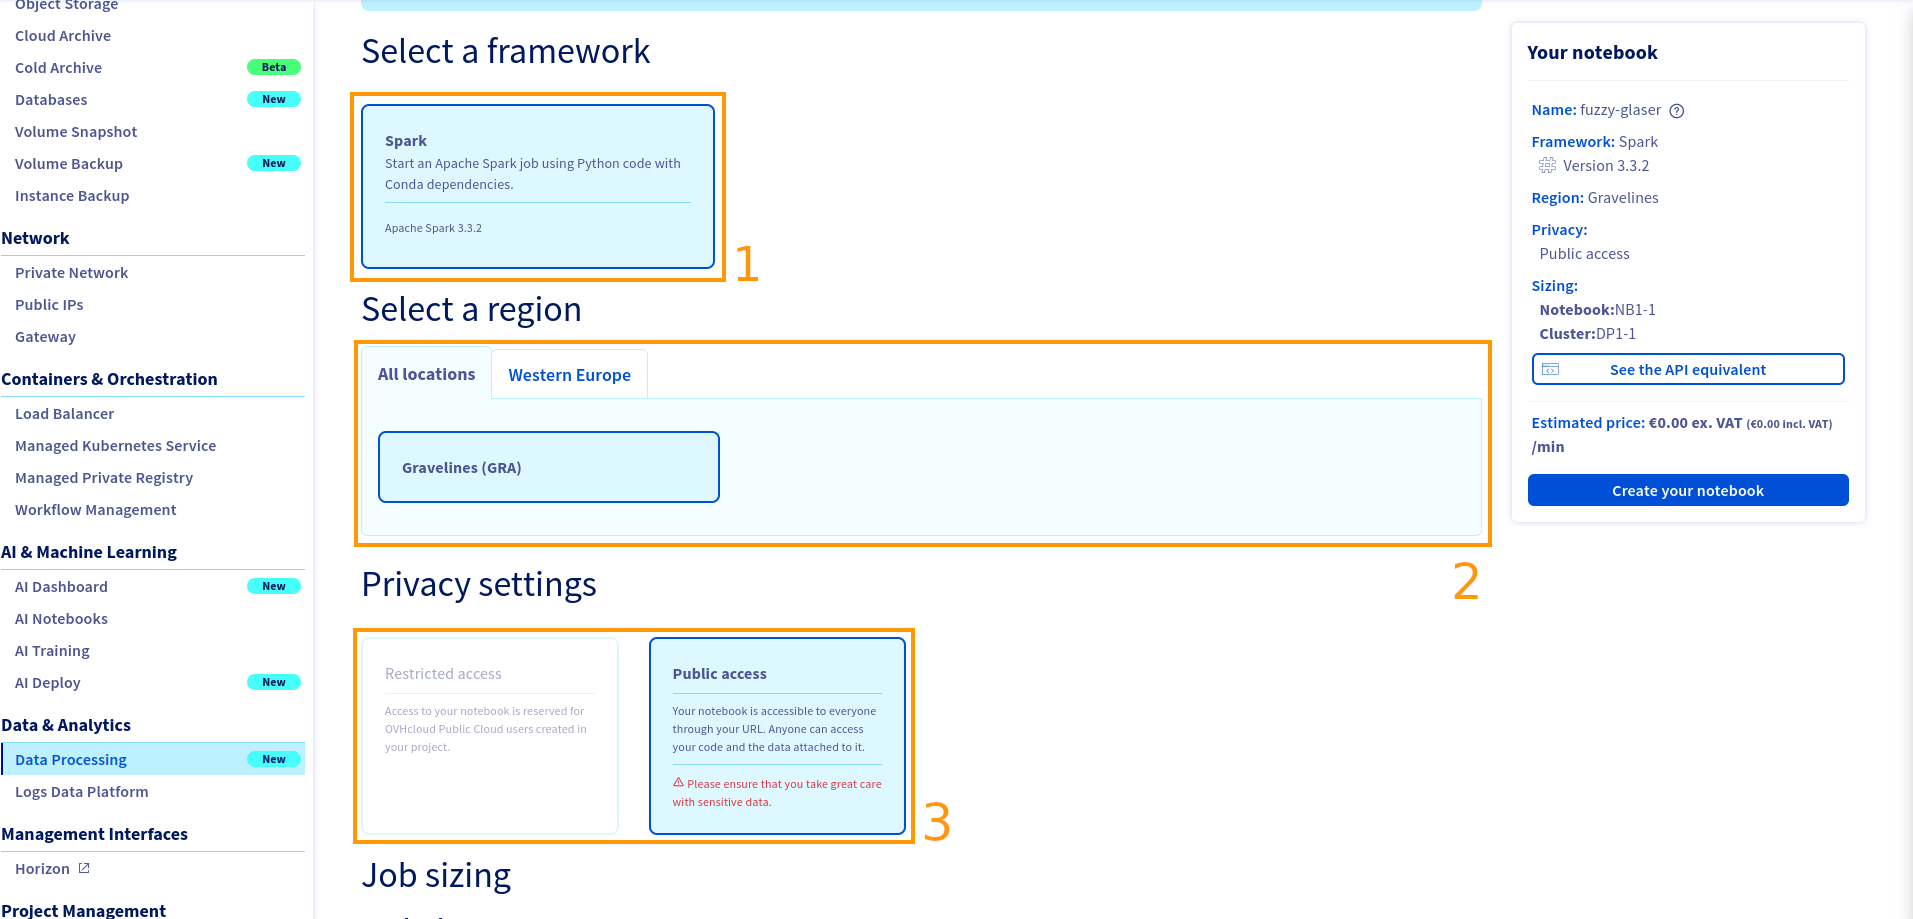 Object Storage
Cloud Archive
Cold Archive Beta
Databases New
Volume Snapshot
Volume Backup New
Instance Backup
Network
Private Network
Public IPs
Gateway
Containers & Orchestration
Load Balancer
Managed Kubernetes Service
Managed Private Registry
Workflow Management
AI & Machine Learning
AI Dashboard New
AI Notebooks
AI Training
AI Deploy New
Data & Analytics
Data Processing New
Logs Data Platform
Management Interfaces
Horizon
Project Management
Select a framework
Spark
Start an Apache Spark job using Python code with
Conda dependencies.
Apache Spark 3.3.2
1
Select a region
All locations Western Europe
Gravelines (GRA)
2
Privacy settings
Restricted access
Access to your notebook is reserved for
OVHcloud Public Cloud users created in
your project.
Public access
Your notebook is accessible to everyone
through your URL. Anyone can access
your code and the data attached to it.
Please ensure that you take great care
with sensitive data.
3
Job sizing
Your notebook
Name: fuzzy-glaser
Framework: Spark
Version 3.3.2
Region: Gravelines
Privacy:
Public access
Sizing:
Notebook:NB1-1
Cluster:DP1-1
See the API equivalent
Estimated price: €0.00 ex. VAT (€0.00 incl. VAT)
/min
Create your notebook